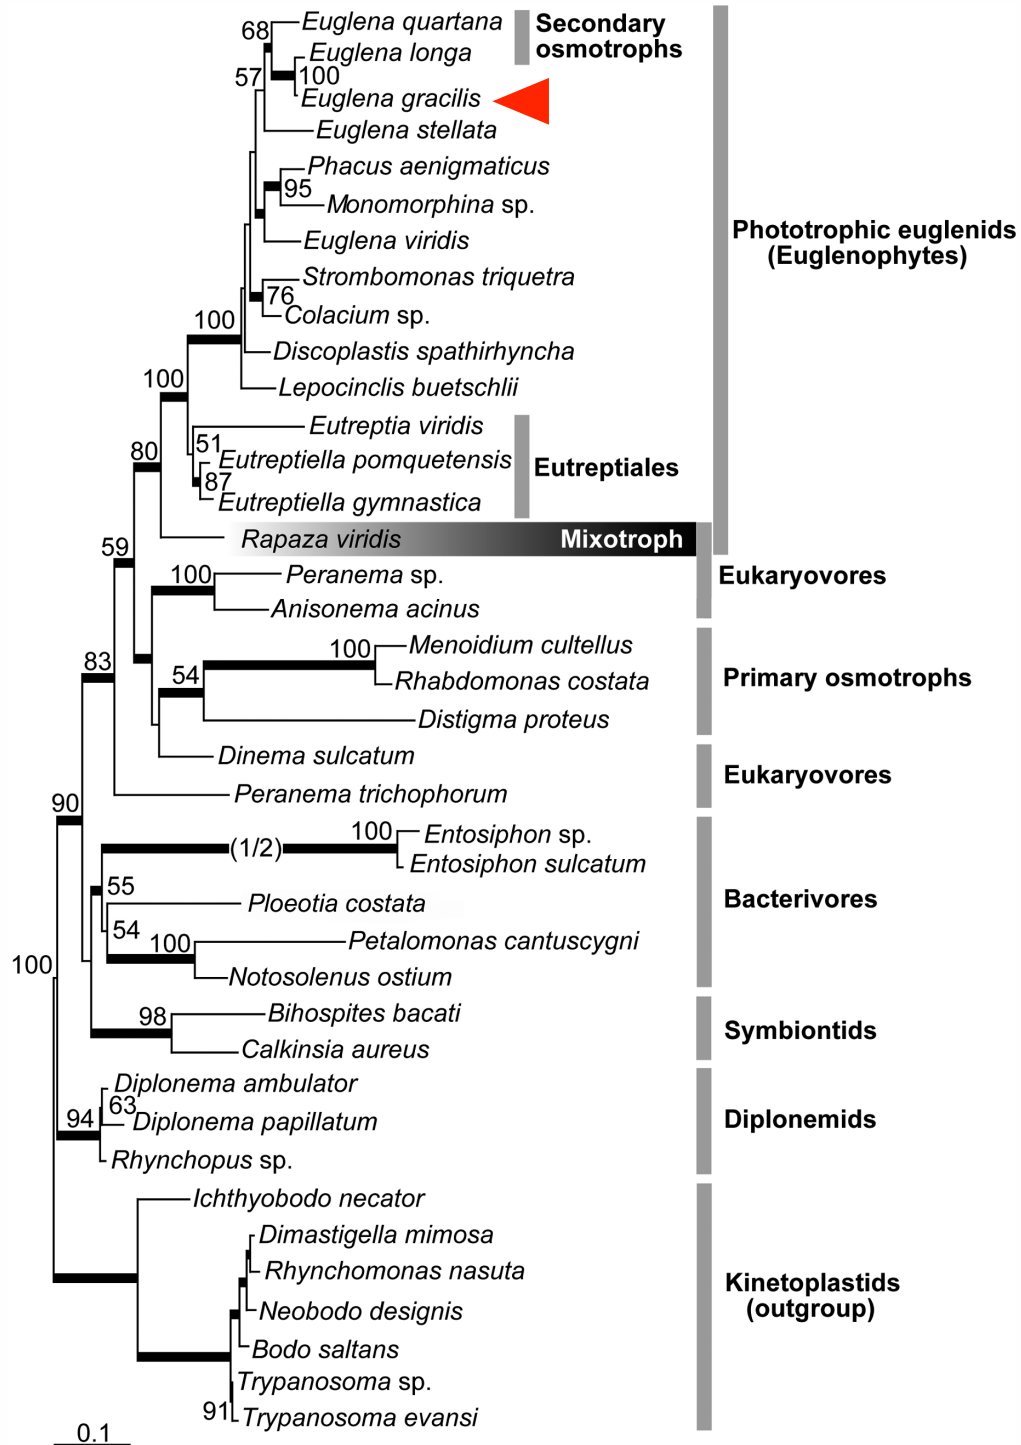 68
Euglena quartana
Secondary
osmotrophs
Euglena longa
57
100
Euglena gracilis
Euglena stellata
Phacus aenigmaticus
95
Monomorphina sp.
Phototrophic euglenids
(Euglenophytes)
Euglena viridis
Strombomonas triquetra
76
Colacium sp.
100
Discoplastis spathirhyncha
100
Lepocinclis buetschlii
Eutreptia viridis
51
80
Eutreptiella pomquetensis
Eutreptiales
87
Eutreptiella gymnastica
Rapaza viridis
Mixotroph
59
100
Peranema sp.
Eukaryovores
Anisonema acinus
100
Menoidium cultellus
83
54
Rhabdomonas costata
Primary osmotrophs
Distigma proteus
Dinema sulcatum
Eukaryovores
Peranema trichophorum
90
100
Entosiphon sp.
(1/2)
Entosiphon sulcatum
55
Bacterivores
Ploeotia costata
54
100
Petalomonas cantuscygni
100
Notosolenus ostium
98
Bihospites bacati
Symbiontids
Calkinsia aureus
Diplonema ambulator
63
94
Diplonema papillatum
Diplonemids
Rhynchopus sp.
Ichthyobodo necator
Dimastigella mimosa
Rhynchomonas nasuta
Kinetoplastids
(outgroup)
Neobodo designis
Bodo saltans
Trypanosoma sp.
91
Trypanosoma evansi
0.1